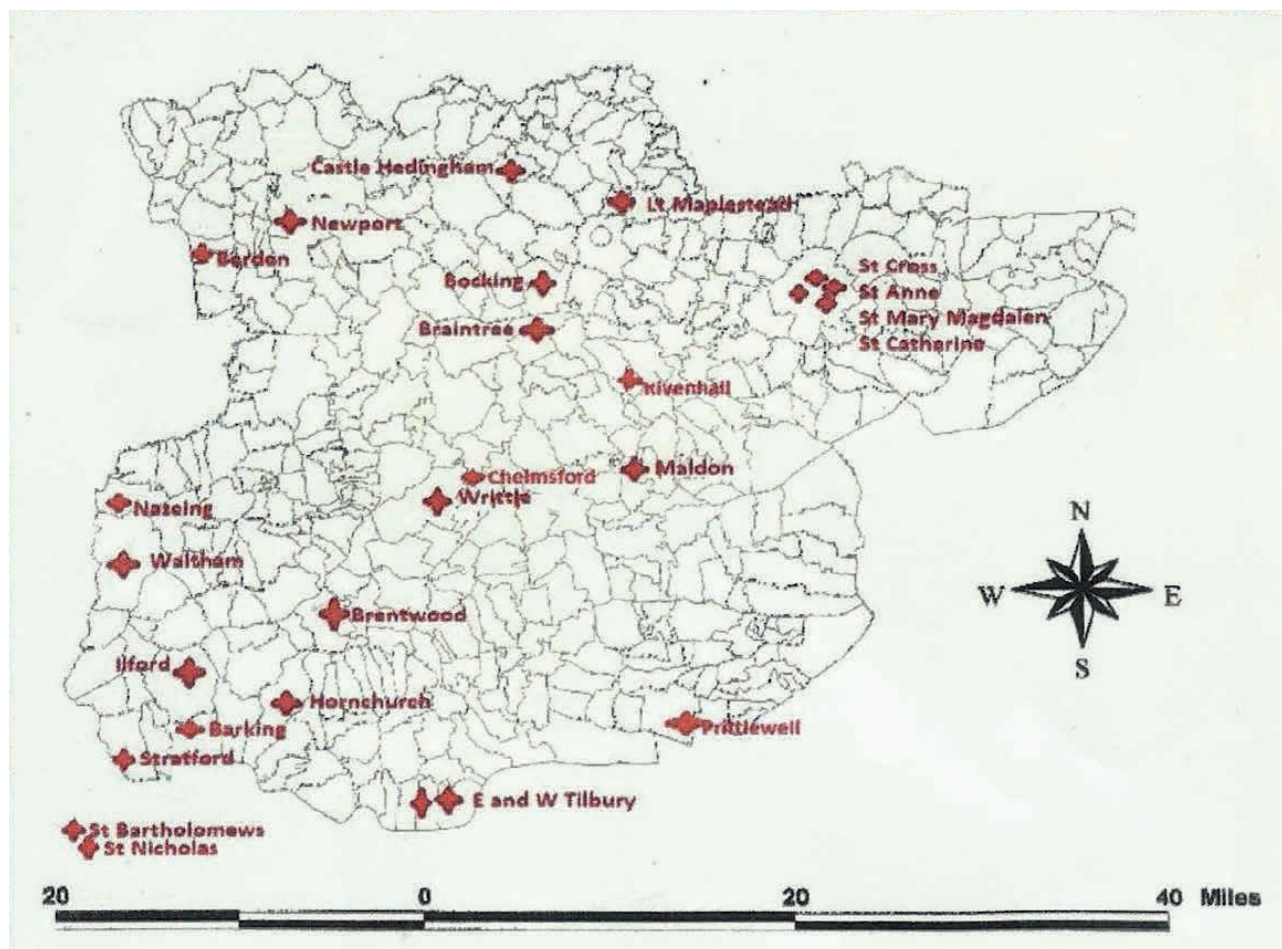 Castle Hedingham
Lt Maplestead
Newport
Berden
Bocking
St Cross
St Anne
St Mary Magdalen
St Catherine
Braintree
Rivenhall
Maldon
Chelmsford
Writtle
Nazeing
Waltham
N
W E
S
Brentwood
Ilford
Hornchurch
Barking
Prittlewell
Stratford
E and W Tilbury
St Bartholomews
St Nicholas
20 0 20 40 Miles